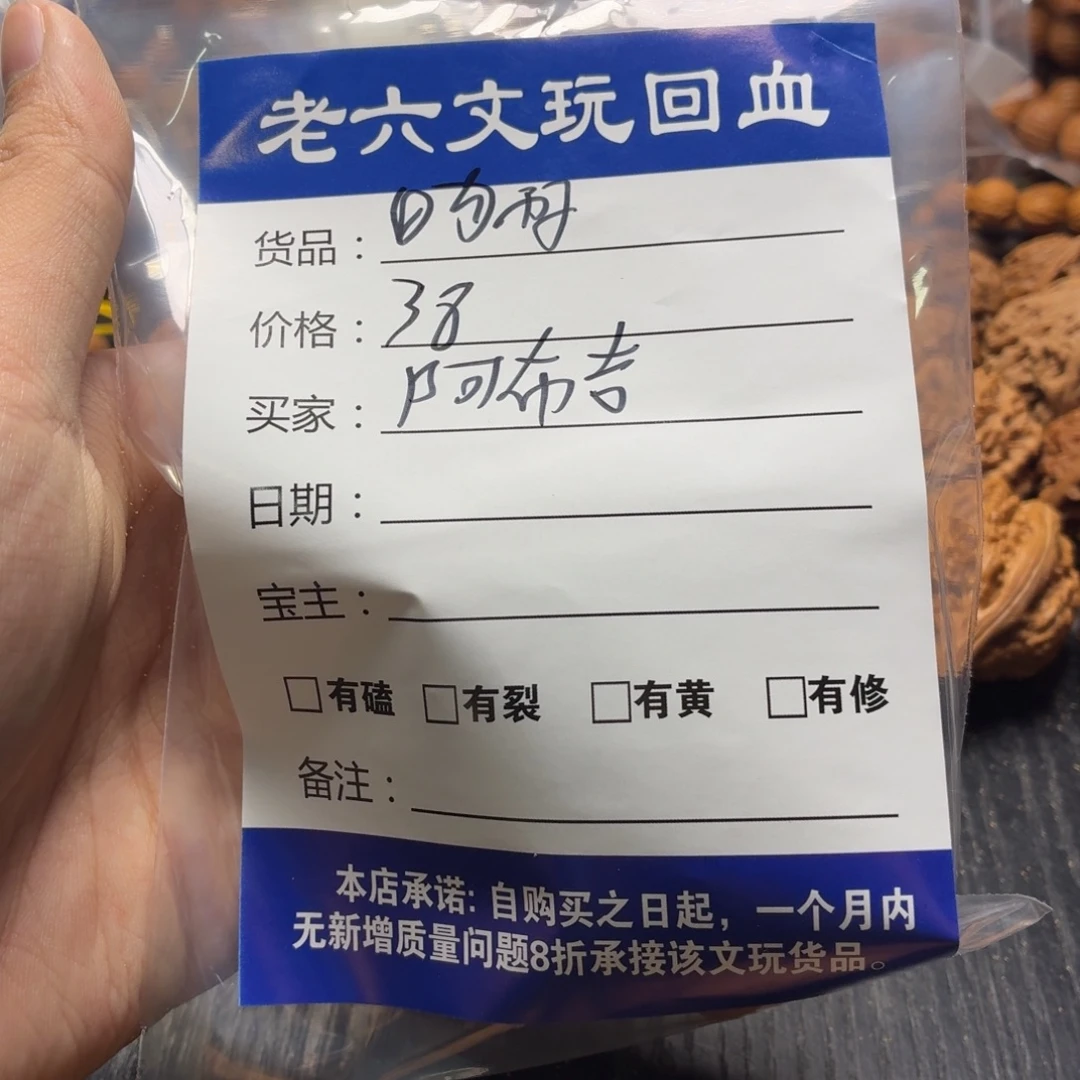 老六文玩回血
货品：
价格：38
买家：阿布吉
日期：
宝主：
□有磕 □有裂 □有黄 □有修
备注：
本店承诺: 自购买之日起，一个月内
无新增质量问题8折承接该文玩货品。